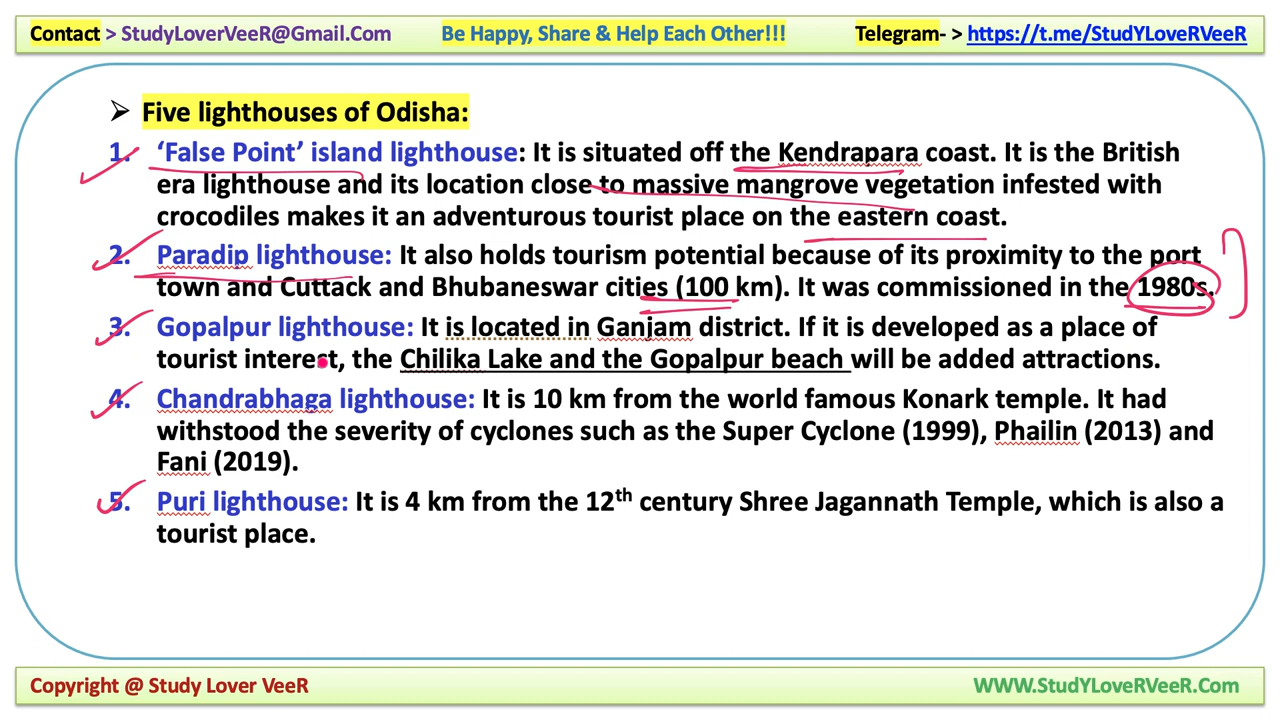 Contact > StudyLoverVeeR@Gmail.Com Be Happy, Share & Help Each Other!!! Telegram- > https://t.me/StudYLoveRVeeR
➢ Five lighthouses of Odisha:
1. ‘False Point’ island lighthouse: It is situated off the Kendrapara coast. It is the British
era lighthouse and its location close to massive mangrove vegetation infested with
crocodiles makes it an adventurous tourist place on the eastern coast.
2. Paradip lighthouse: It also holds tourism potential because of its proximity to the port
town and Cuttack and Bhubaneswar cities (100 km). It was commissioned in the 1980s.
3. Gopalpur lighthouse: It is located in Ganjam district. If it is developed as a place of
tourist interest, the Chilika Lake and the Gopalpur beach will be added attractions.
4. Chandrabhaga lighthouse: It is 10 km from the world famous Konark temple. It had
withstood the severity of cyclones such as the Super Cyclone (1999), Phailin (2013) and
Fani (2019).
5. Puri lighthouse: It is 4 km from the 12th century Shree Jagannath Temple, which is also a
tourist place.
Copyright @ Study Lover VeeR WWW.StudYLoveRVeeR.Com